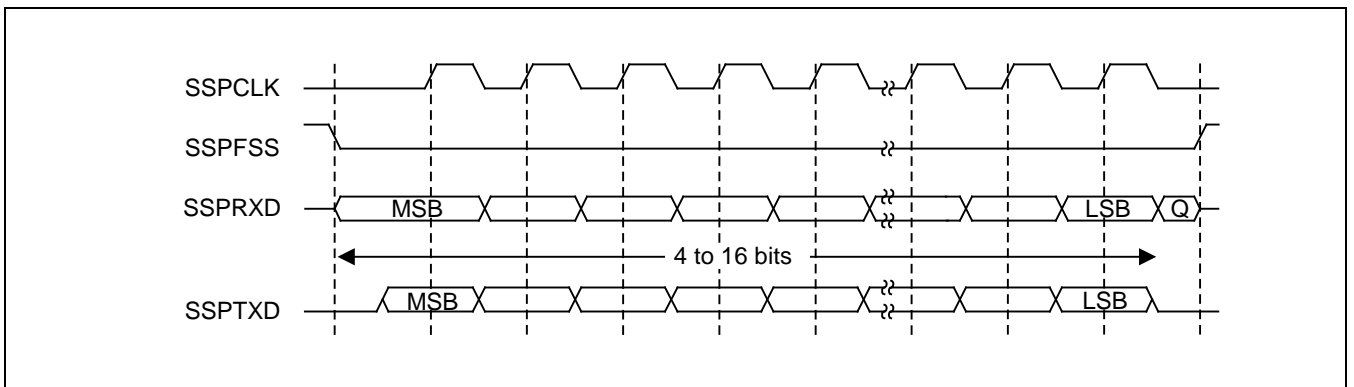 SSPCLK
SSPFSS
SSPRXD MSB LSB Q
4 to 16 bits
SSPTXD MSB LSB